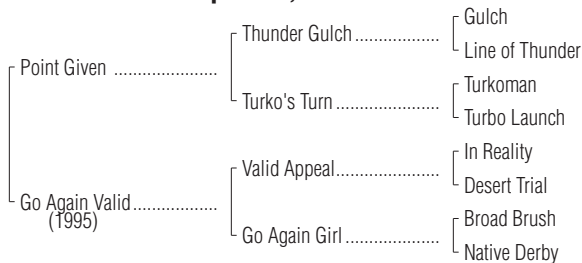 Gulch
Thunder Gulch ..................
Line of Thunder
Point Given ......................
Turkoman
Turko's Turn ......................
Turbo Launch
In Reality
Valid Appeal......................
Desert Trial
Go Again Valid..................
(1995)
Broad Brush
Go Again Girl ....................
Native Derby